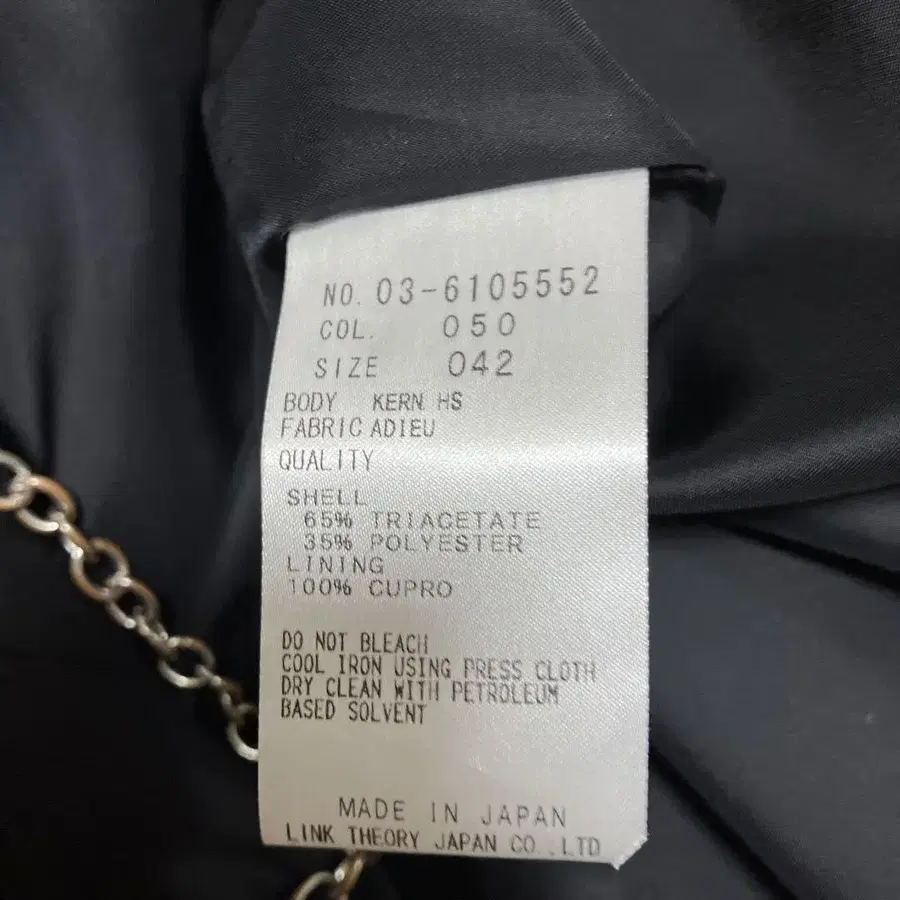 NO. 03-6105552
COL. 050
SIZE 042
BODY KERN HS
FABRIC ADIEU
QUALITY
SHELL
65% TRIACETATE
35% POLYESTER
LINING
100% CUPRO
DO NOT BLEACH
COOL IRON USING PRESS CLOTH
DRY CLEAN WITH PETROLEUM
BASED SOLVENT
MADE IN JAPAN
LINK THEORY JAPAN CO.,LTD